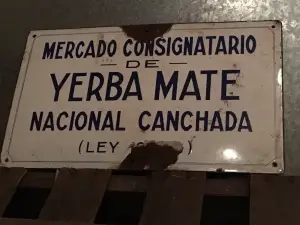 MERCADO CONSIGNATARIO
DE
YERBA MATE
NACIONAL CANCHADA
(LEY